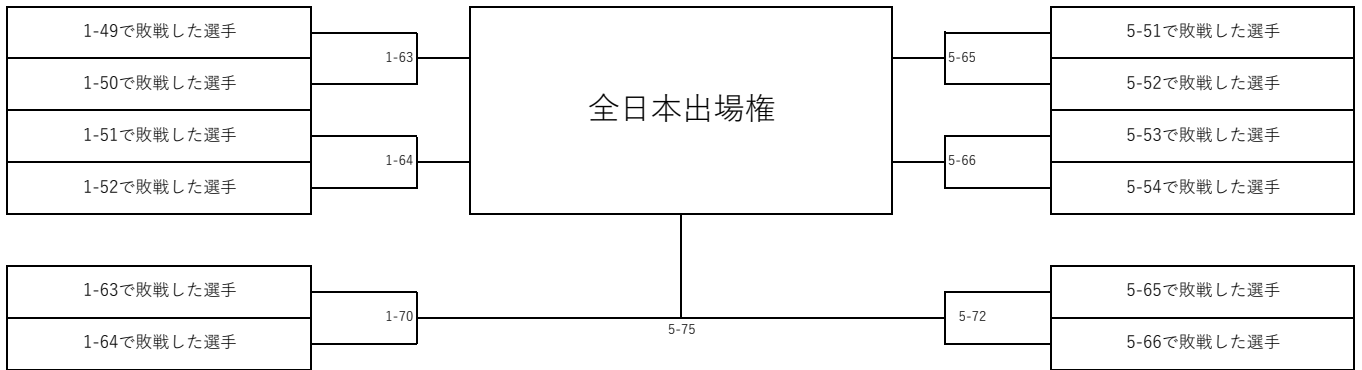 1-49で敗戦した選手
1-50で敗戦した選手
1-51で敗戦した選手
1-52で敗戦した選手
1-63
1-64
全日本出場権
5-65
5-66
5-51で敗戦した選手
5-52で敗戦した選手
5-53で敗戦した選手
5-54で敗戦した選手
1-63で敗戦した選手
1-64で敗戦した選手
1-70
5-75
5-72
5-65で敗戦した選手
5-66で敗戦した選手